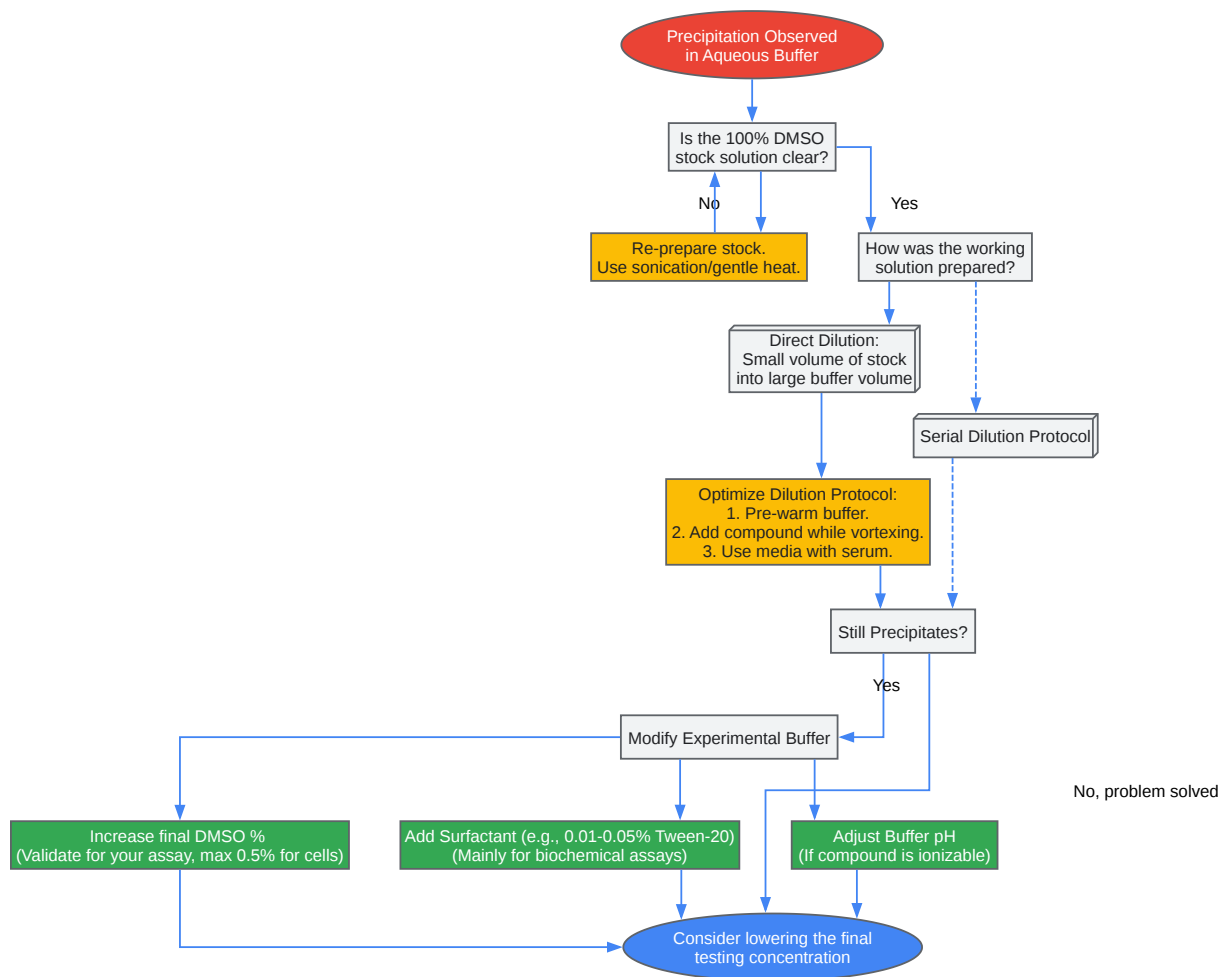 Precipitation Observed
in Aqueous Buffer
Is the 100% DMSO
stock solution clear?
No
Yes
Re-prepare stock.
Use sonication/gentle heat.
How was the working
solution prepared?
Direct Dilution:
Small volume of stock
into large buffer volume
Serial Dilution Protocol
Optimize Dilution Protocol:
1. Pre-warm buffer.
2. Add compound while vortexing.
3. Use media with serum.
Still Precipitates?
Yes
Modify Experimental Buffer
No, problem solved
Increase final DMSO %
(Validate for your assay, max 0.5% for cells)
Add Surfactant (e.g., 0.01-0.05% Tween-20)
(Mainly for biochemical assays)
Adjust Buffer pH
(If compound is ionizable)
Consider lowering the final
testing concentration